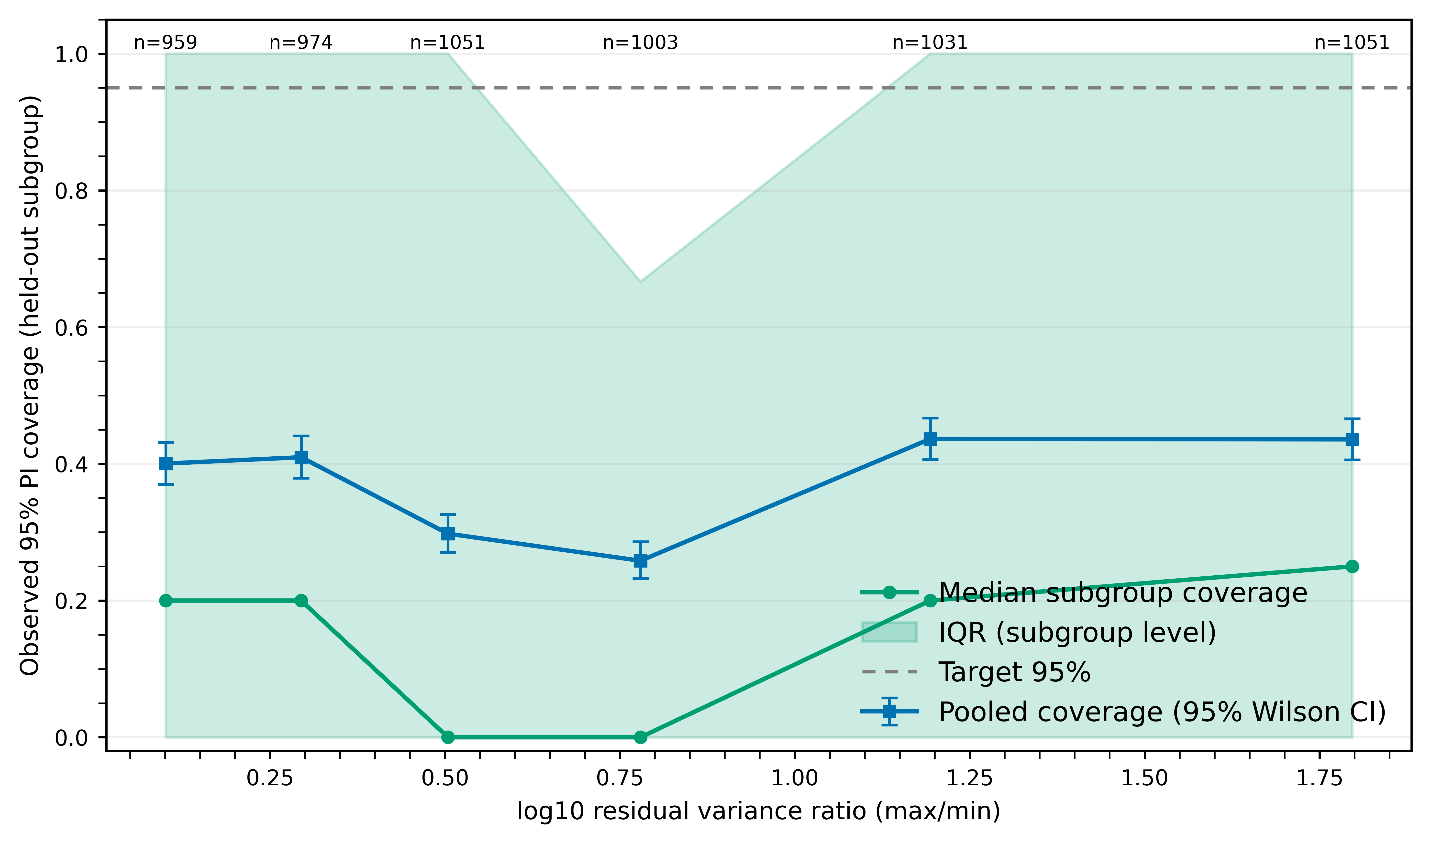 n=959 n=974 n=1051 n=1003 n=1031 n=1051
1.0
0.8
0.6
0.4
0.2
0.0
Observed 95% PI coverage (held-out subgroup)
Median subgroup coverage
IQR (subgroup level)
Target 95%
Pooled coverage (95% Wilson CI)
0.25 0.50 0.75 1.00 1.25 1.50 1.75
log10 residual variance ratio (max/min)